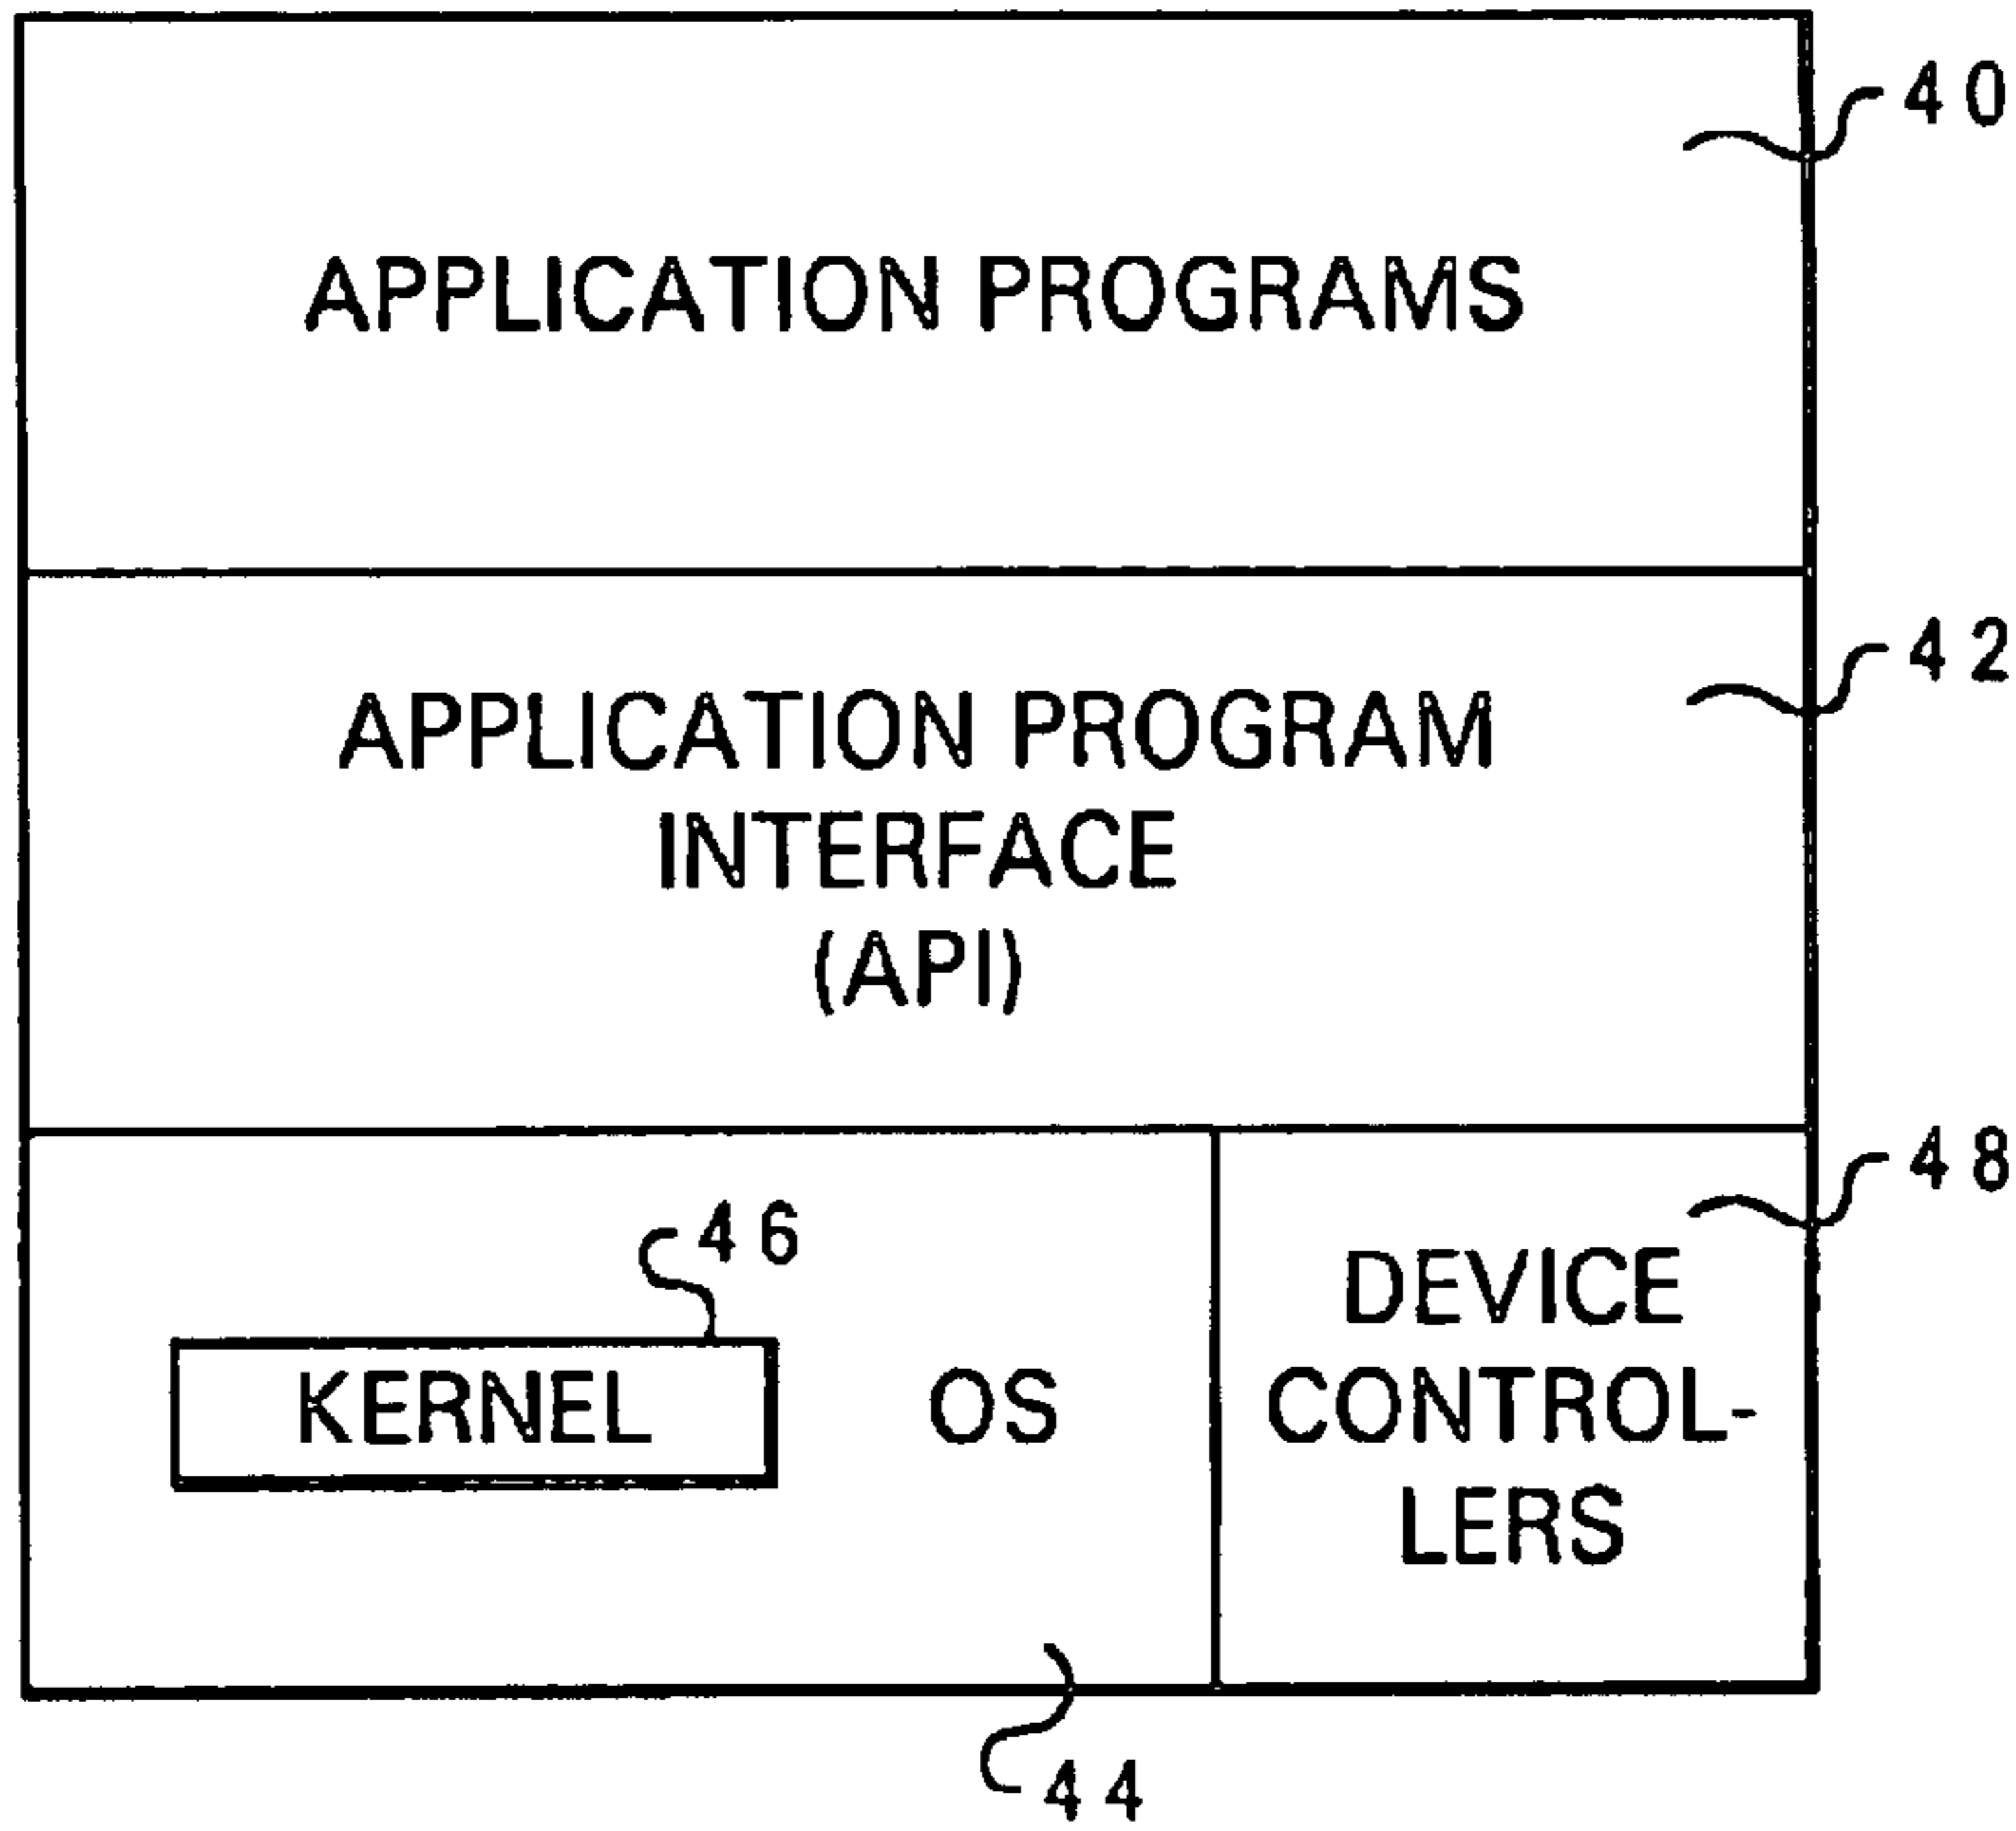 40
APPLICATION PROGRAMS
42
APPLICATION PROGRAM
INTERFACE
(API)
48
46
DEVICE
KERNEL OS CONTROL-
LERS
44